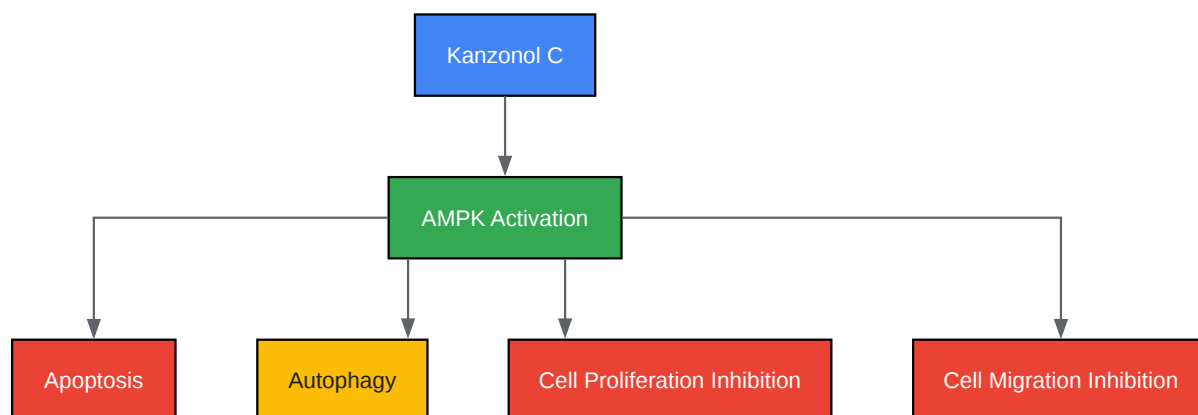 Kanzonol C
AMPK Activation
Apoptosis
Autophagy
Cell Proliferation Inhibition
Cell Migration Inhibition